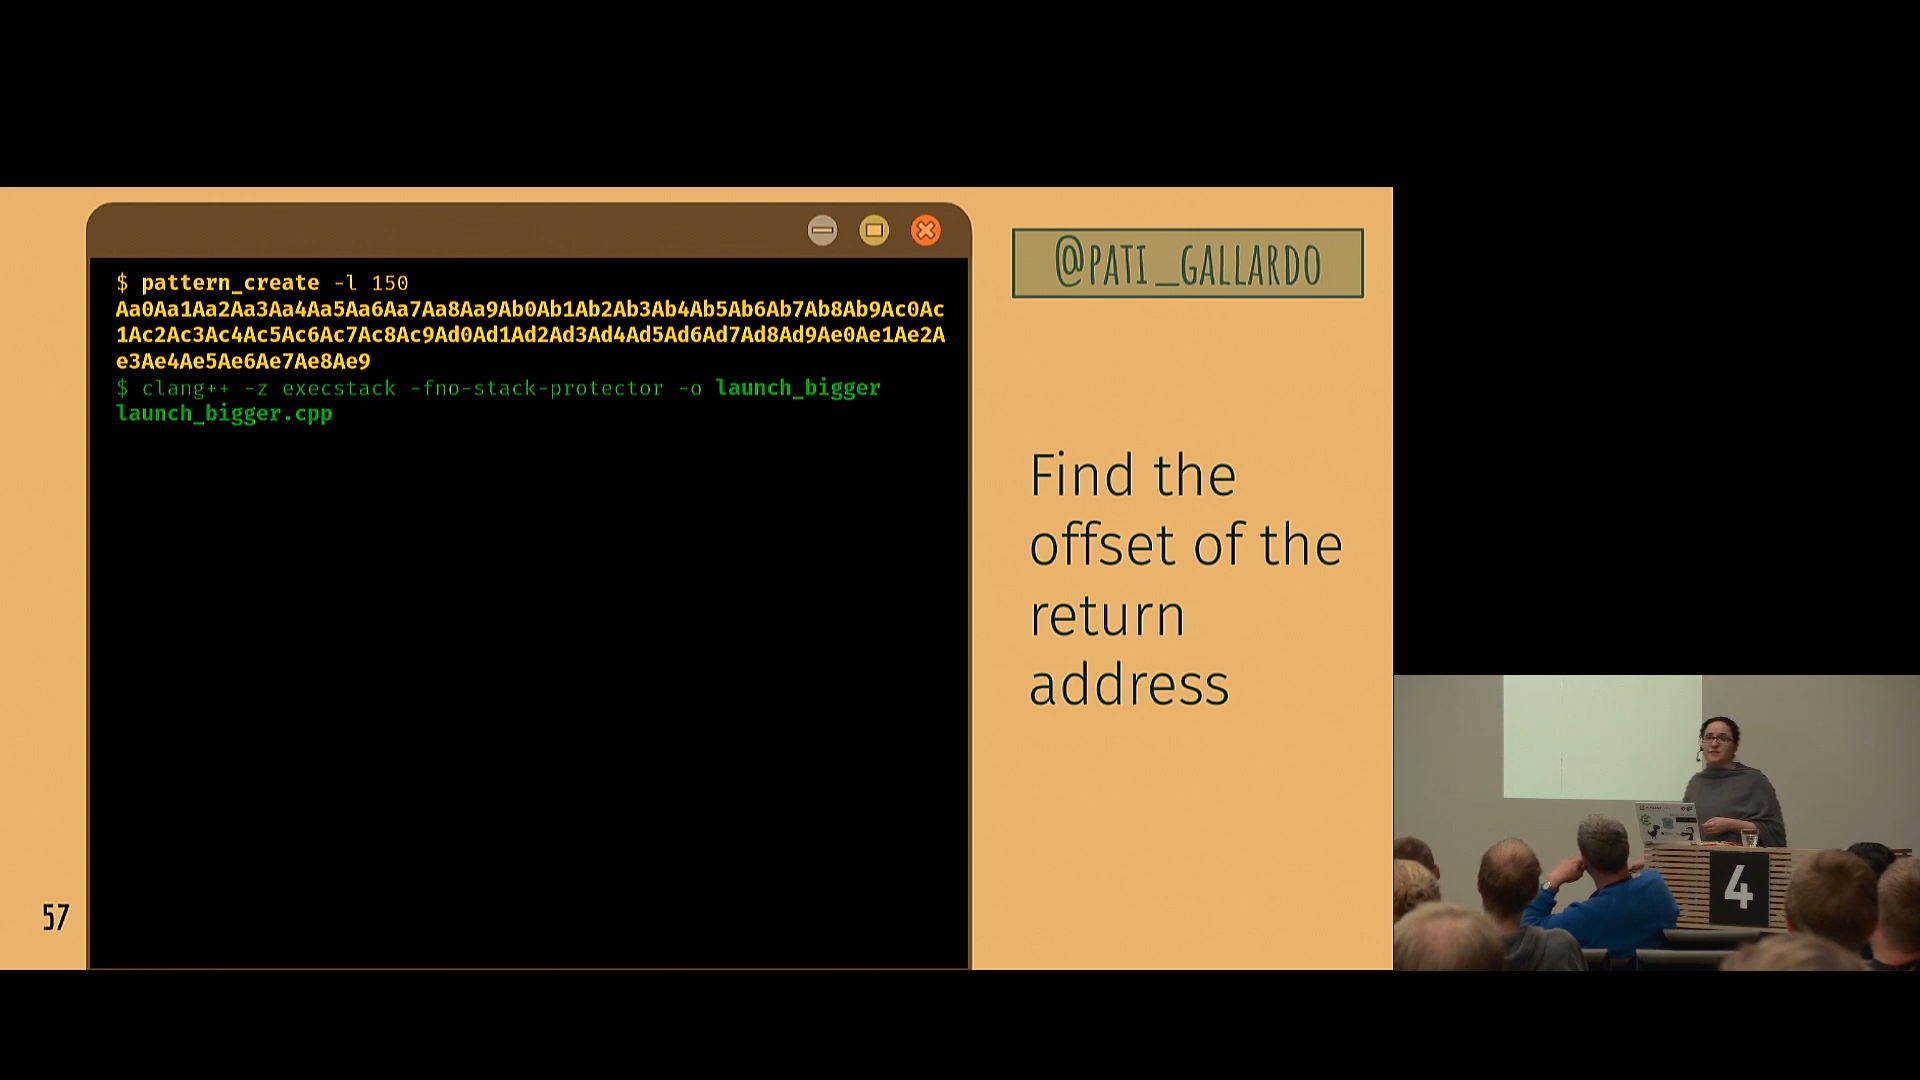 $ pattern_create -l 150
Aa0Aa1Aa2Aa3Aa4Aa5Aa6Aa7Aa8Aa9Ab0Ab1Ab2Ab3Ab4Ab5Ab6Ab7Ab8Ab9Ac0Ac
1Ac2Ac3Ac4Ac5Ac6Ac7Ac8Ac9Ad0Ad1Ad2Ad3Ad4Ad5Ad6Ad7Ad8Ad9Ae0Ae1Ae2A
e3Ae4Ae5Ae6Ae7Ae8Ae9
$ clang++ -z execstack -fno-stack-protector -o launch_bigger
launch_bigger.cpp
@PATI_GALLARDO
Find the
offset of the
return
address
57
4